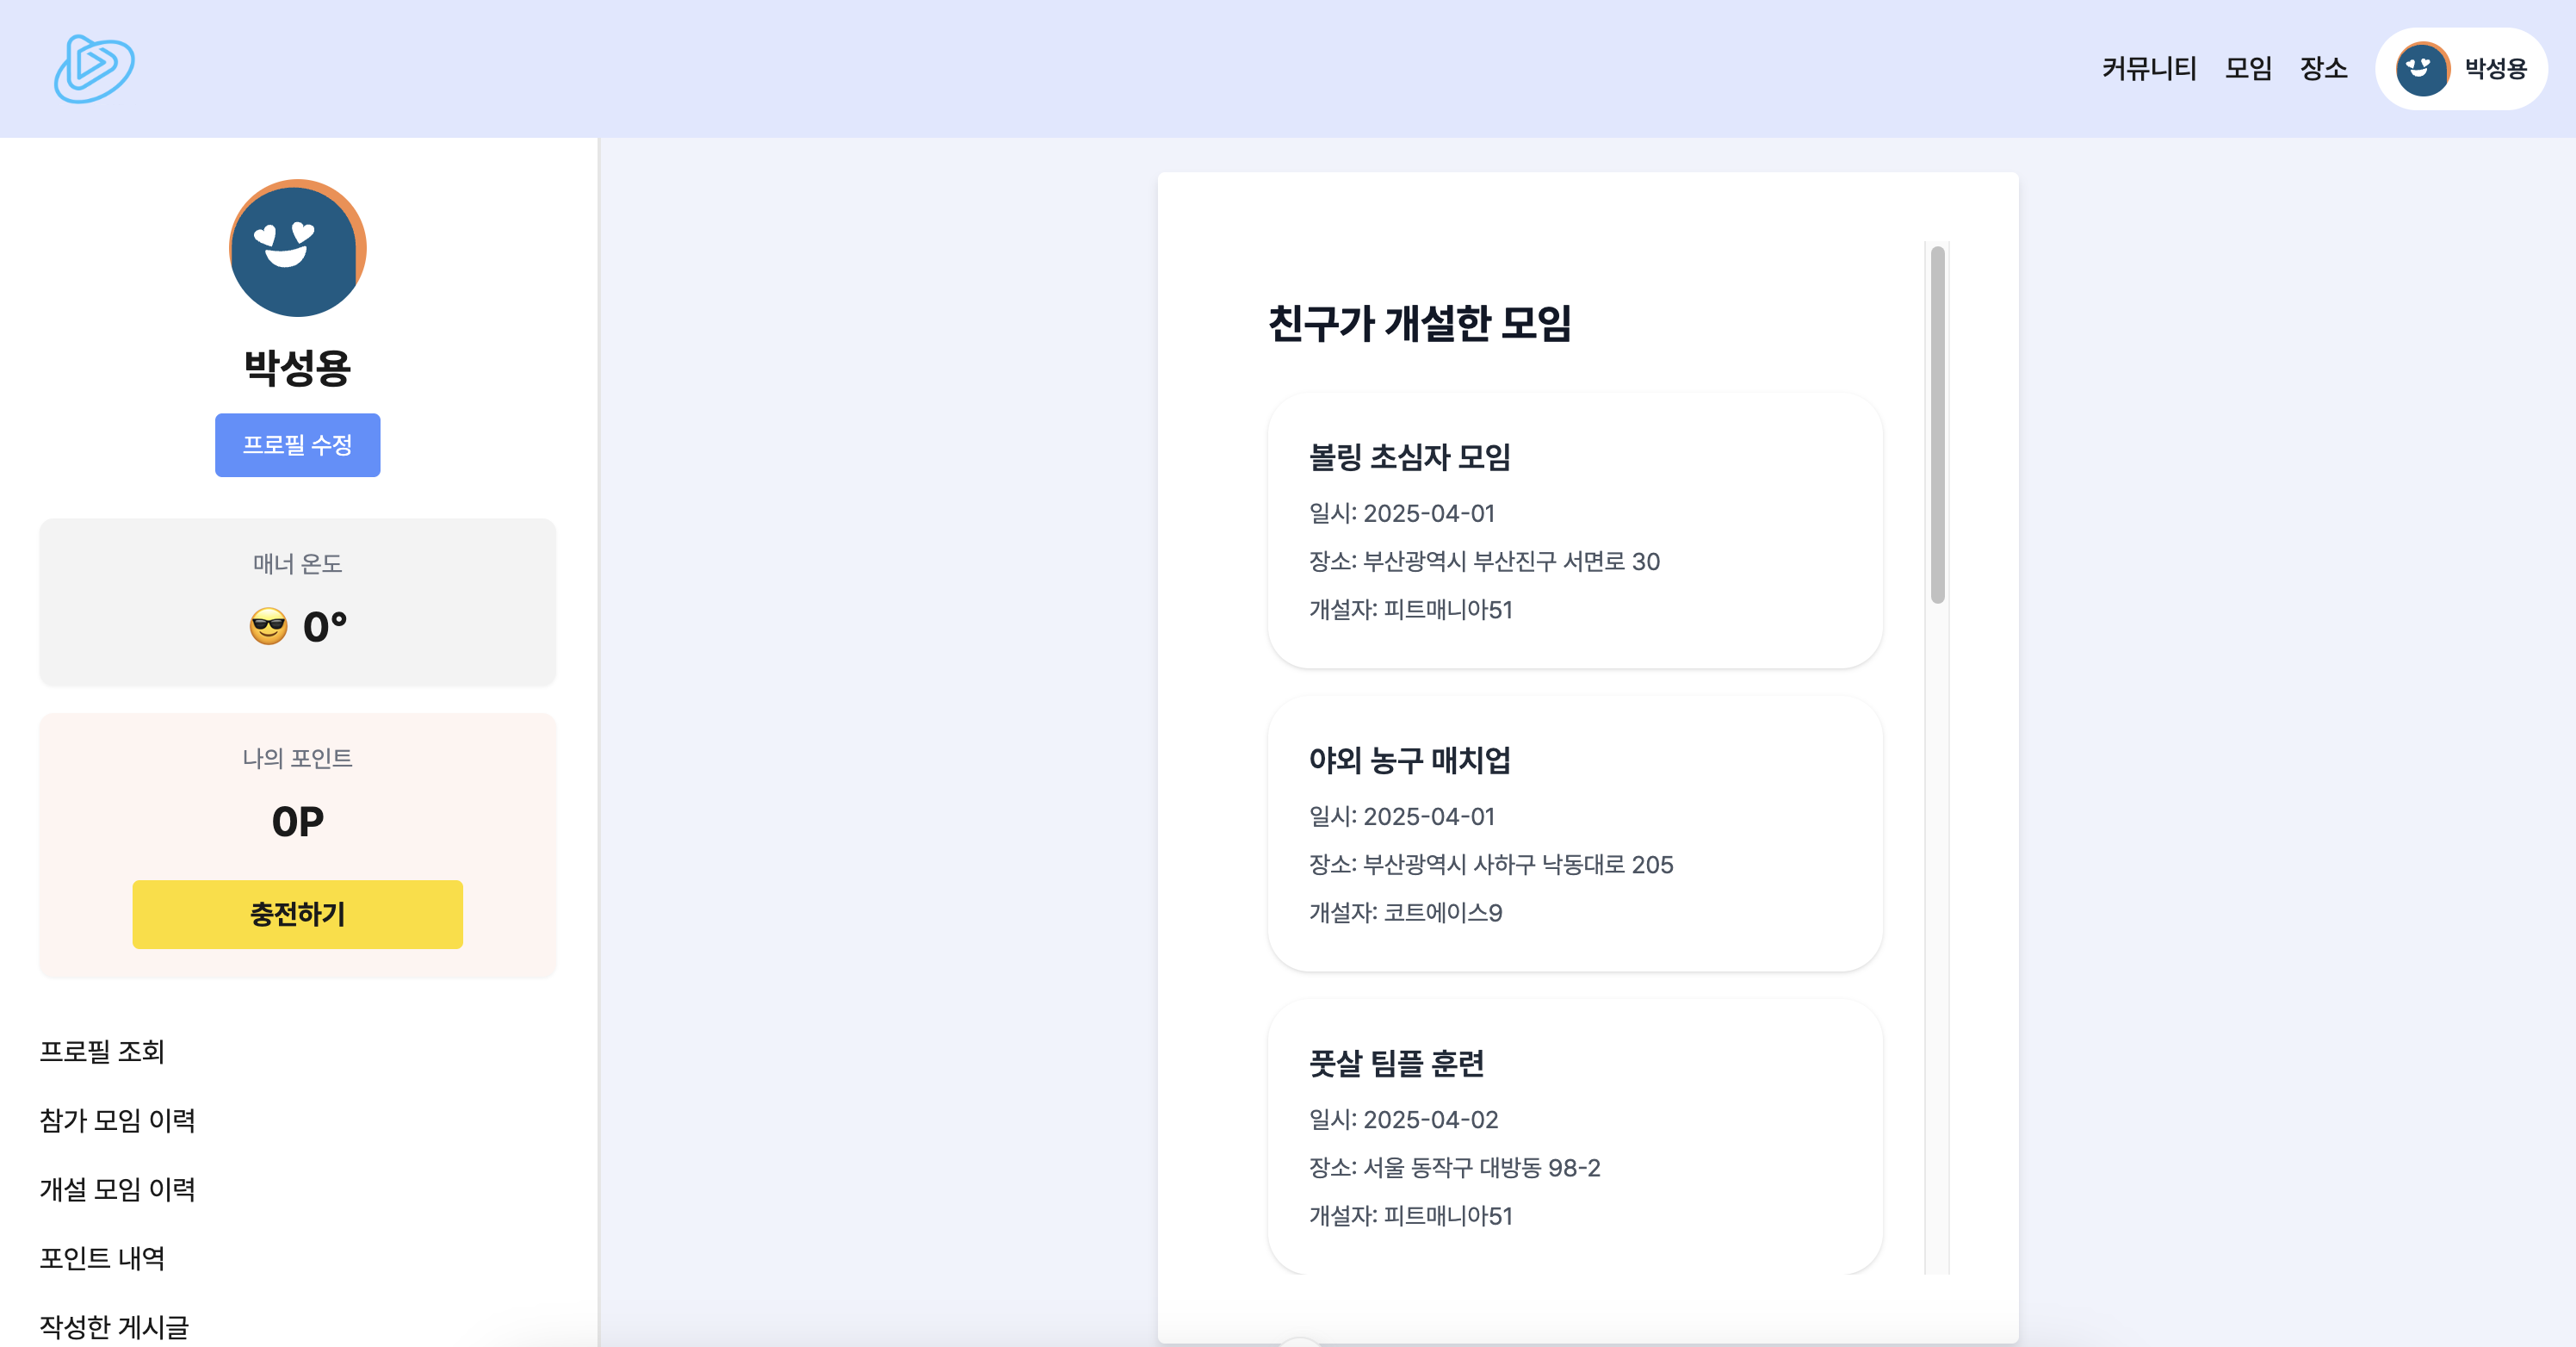 커뮤니티 모임 장소 박성용
박성용
프로필 수정
매너 온도
😎 0°
나의 포인트
0P
충전하기
프로필 조회
참가 모임 이력
개설 모임 이력
포인트 내역
작성한 게시글
친구가 개설한 모임
볼링 초심자 모임
일시: 2025-04-01
장소: 부산광역시 부산진구 서면로 30
개설자: 피트매니아51
야외 농구 매치업
일시: 2025-04-01
장소: 부산광역시 사하구 낙동대로 205
개설자: 코트에이스9
풋살 팀플 훈련
일시: 2025-04-02
장소: 서울 동작구 대방동 98-2
개설자: 피트매니아51